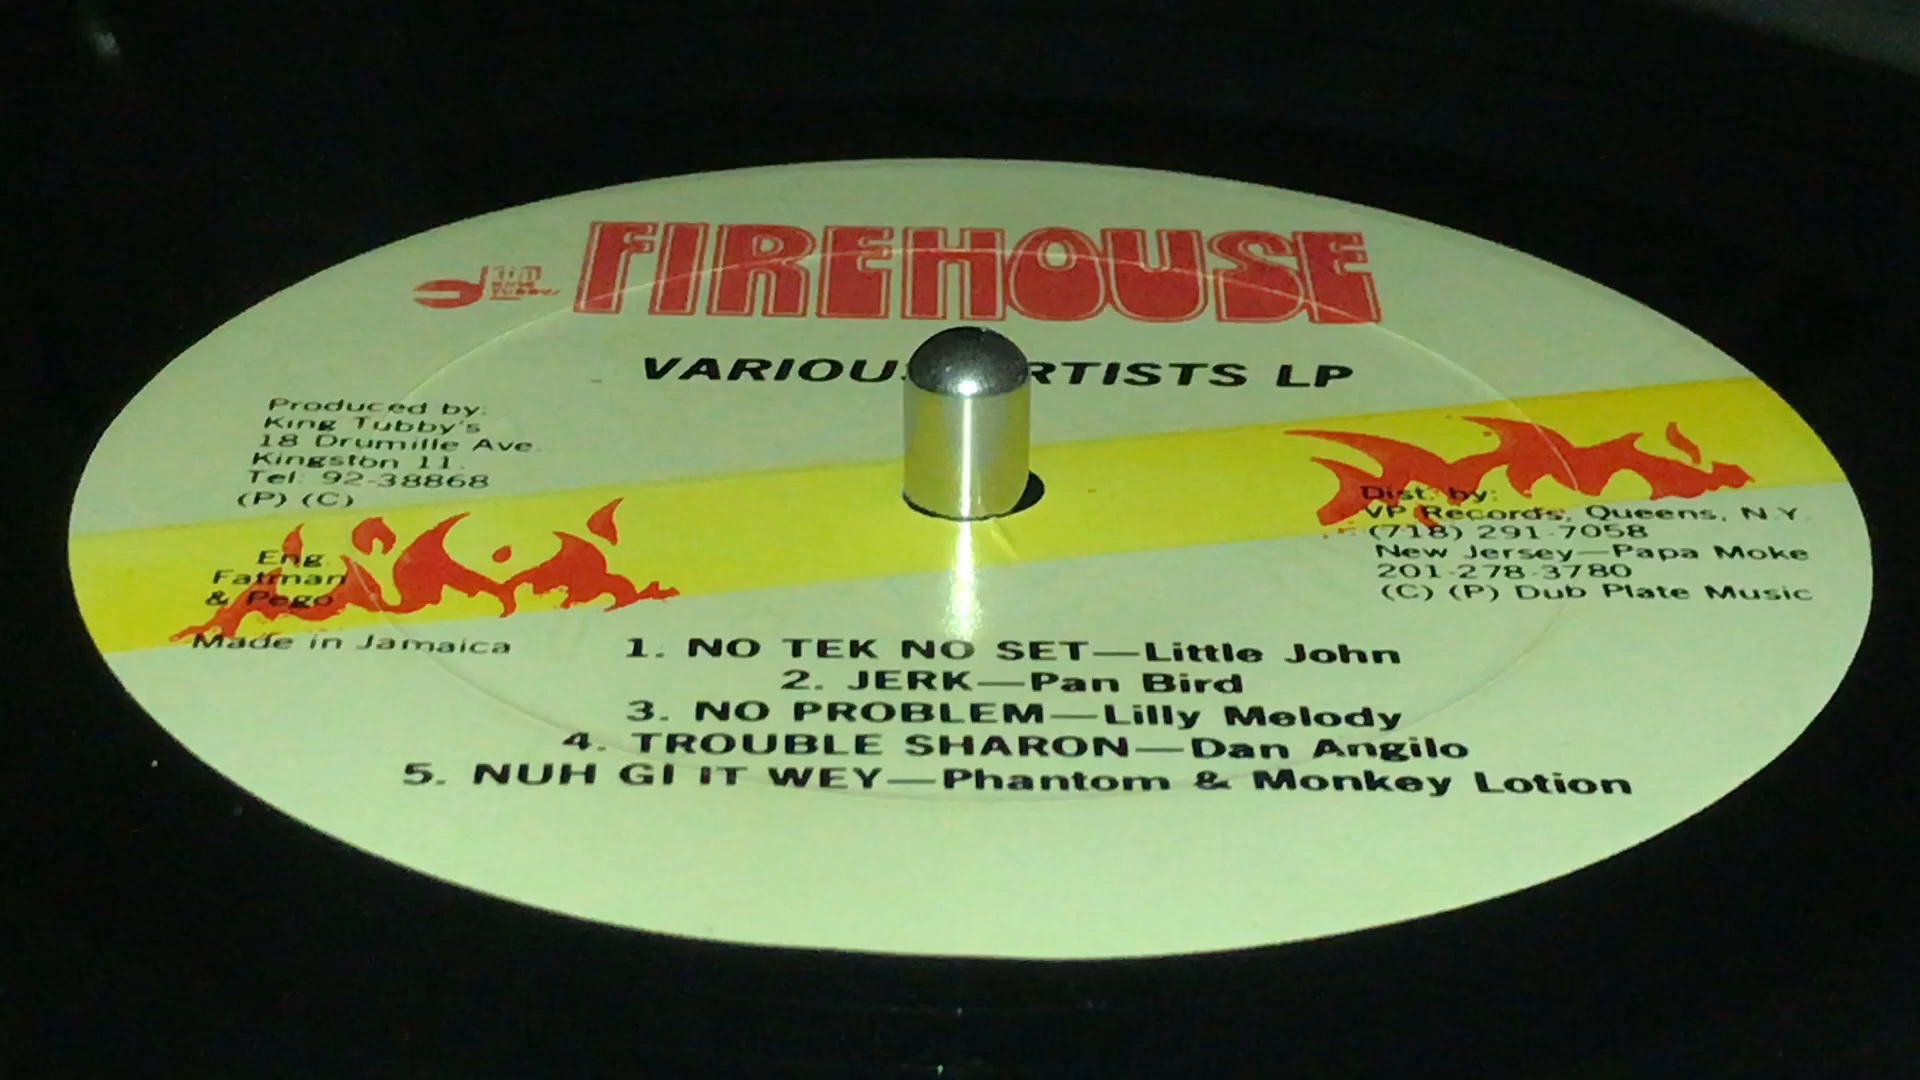 FIREHOUSE
VARIOUS ARTISTS LP
Produced by:
King Tubby's
18 Drumille Ave.
Kingston 11.
Tel: 92-38868
(P) (C)
Eng
Fatman
& Pego
Made in Jamaica
Dist. by:
VP Records, Queens, N.Y.
(718) 291-7058
New Jersey—Papa Moke
201-278-3780
(C) (P) Dub Plate Music
1. NO TEK NO SET—Little John
2. JERK—Pan Bird
3. NO PROBLEM—Lilly Melody
4. TROUBLE SHARON—Dan Angilo
5. NUH GI IT WEY—Phantom & Monkey Lotion